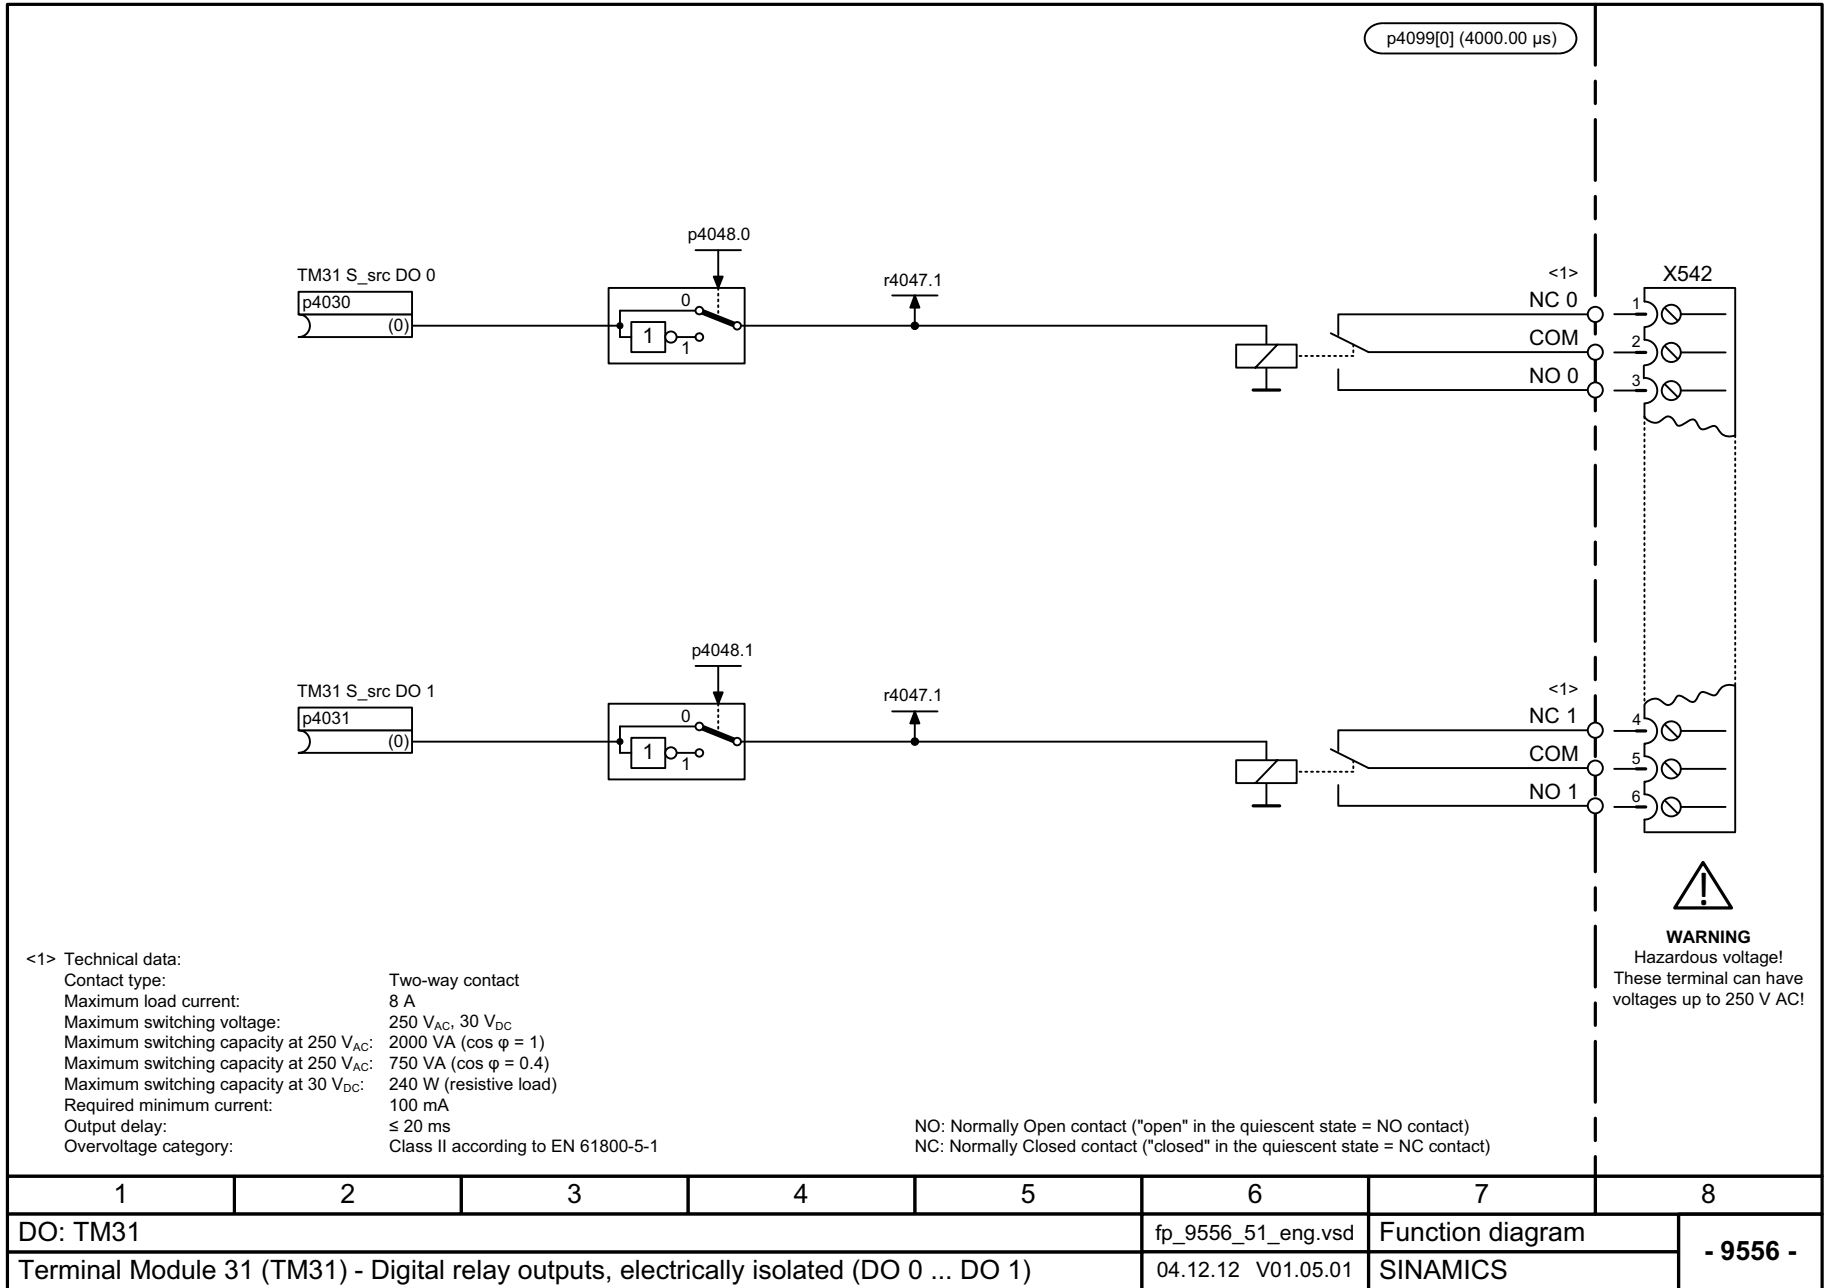 p4099[0] (4000.00 µs)
p4048.0
TM31 S_src DO 0
p4030
(0)
0
1
1
r4047.1
<1>
NC 0
COM
NO 0
X542
1
2
3
p4048.1
TM31 S_src DO 1
p4031
(0)
0
1
1
r4047.1
<1>
NC 1
COM
NO 1
4
5
6
WARNING
Hazardous voltage!
These terminal can have
voltages up to 250 V AC!
<1> Technical data:
Contact type: Two-way contact
Maximum load current: 8 A
Maximum switching voltage: 250 VAC, 30 VDC
Maximum switching capacity at 250 VAC: 2000 VA (cos φ = 1)
Maximum switching capacity at 250 VAC: 750 VA (cos φ = 0.4)
Maximum switching capacity at 30 VDC: 240 W (resistive load)
Required minimum current: 100 mA
Output delay: ≤ 20 ms
Overvoltage category: Class II according to EN 61800-5-1
NO: Normally Open contact ("open" in the quiescent state = NO contact)
NC: Normally Closed contact ("closed" in the quiescent state = NC contact)
1 2 3 4 5 6 7 8
DO: TM31
fp_9556_51_eng.vsd
Function diagram
- 9556 -
Terminal Module 31 (TM31) - Digital relay outputs, electrically isolated (DO 0 ... DO 1)
04.12.12 V01.05.01
SINAMICS